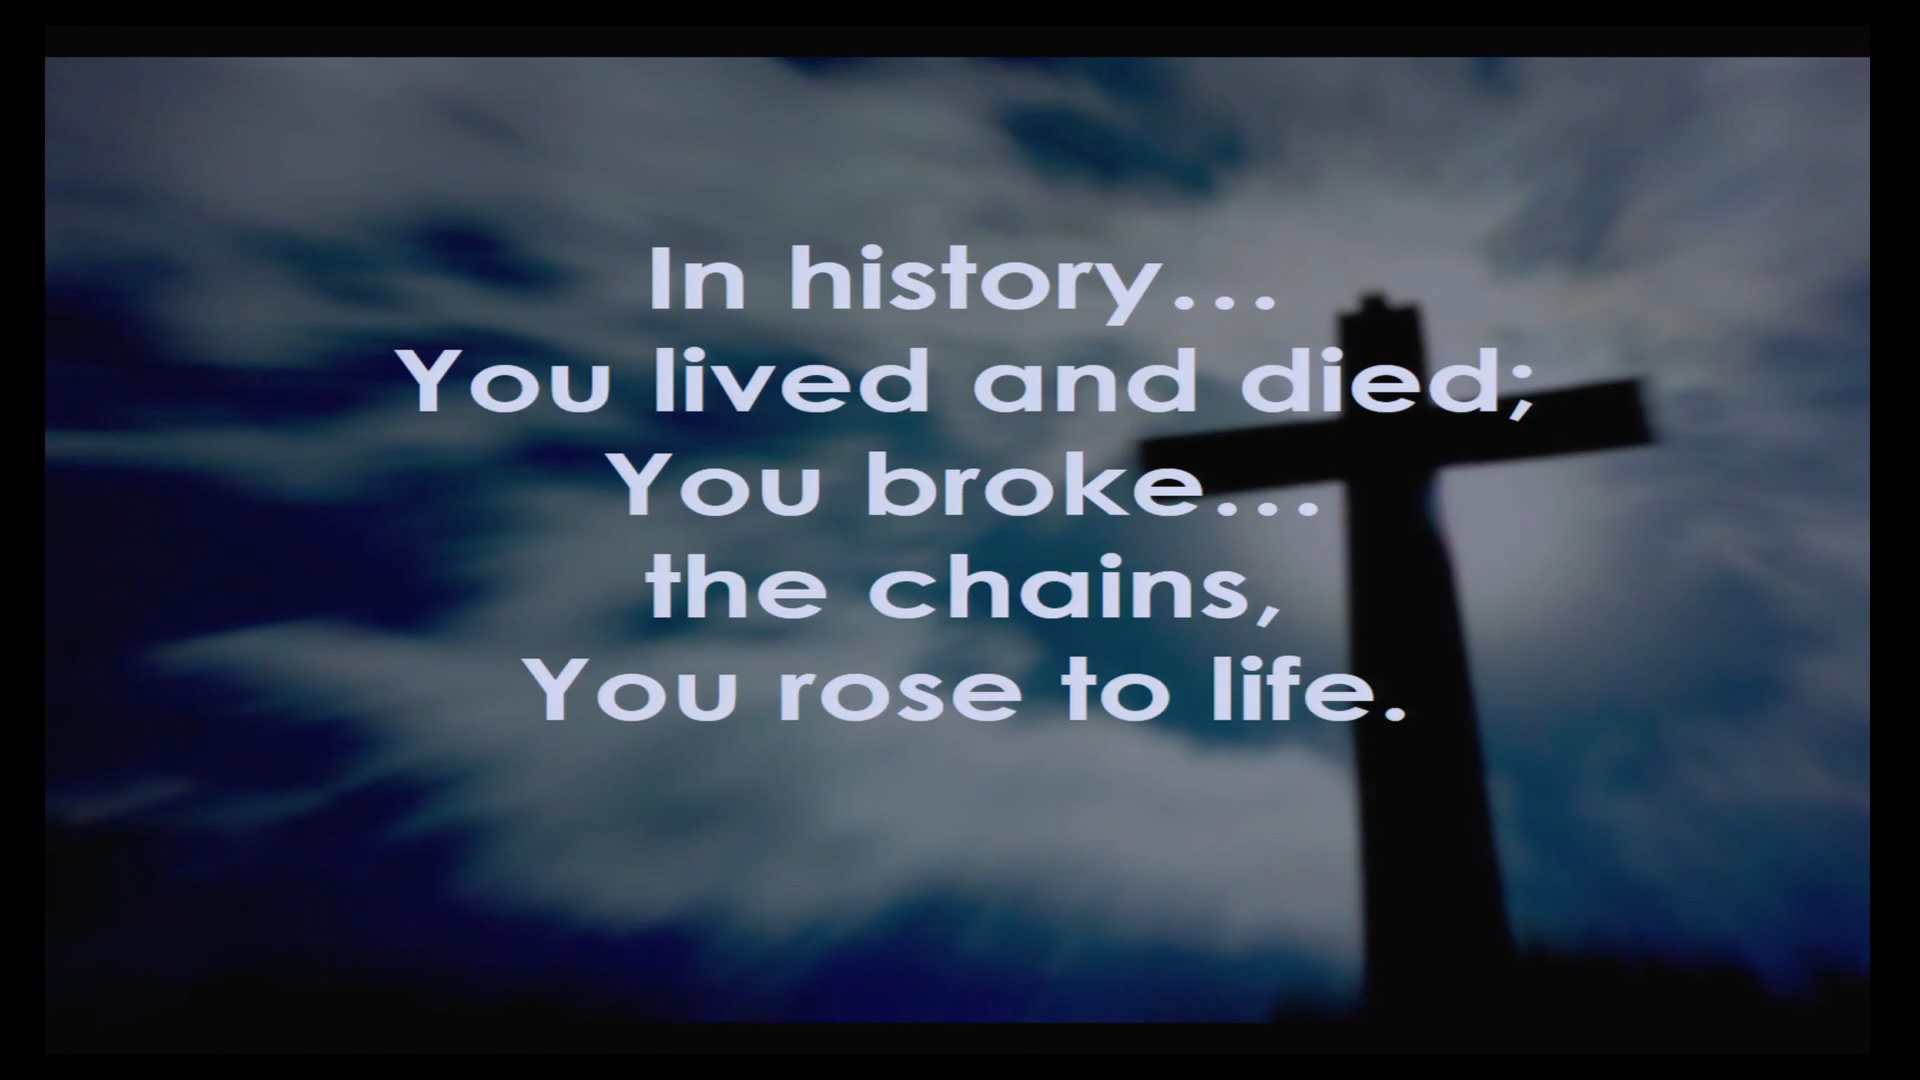 In history...
You lived and died;
You broke...
the chains,
You rose to life.